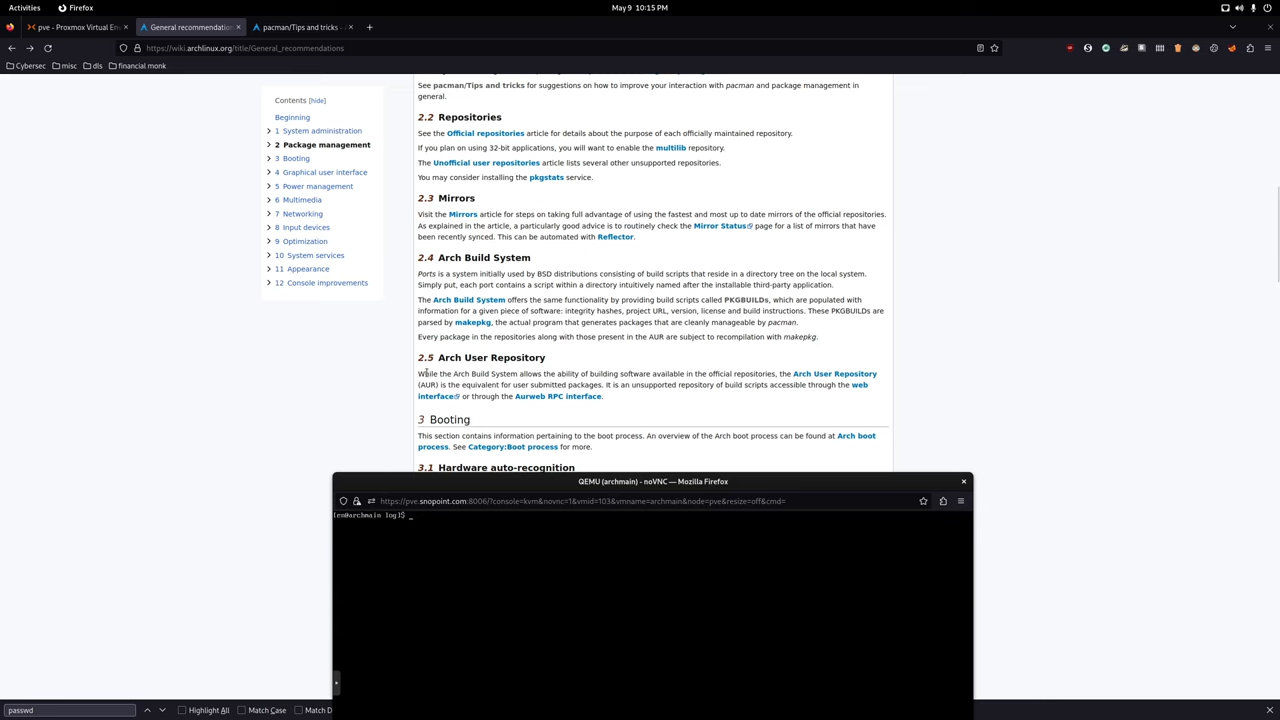 Activities
Firefox
May 9 10:15 PM
pve - Proxmox Virtual En
General recommendation
pacman/Tips and tricks - 
https://wiki.archlinux.org/title/General_recommendations
Cybersec
misc
dls
financial monk
Contents [hide]
Beginning
1 System administration
2 Package management
3 Booting
4 Graphical user interface
5 Power management
6 Multimedia
7 Networking
8 Input devices
9 Optimization
10 System services
11 Appearance
12 Console improvements
See pacman/Tips and tricks for suggestions on how to improve your interaction with pacman and package management in
general.
2.2 Repositories
See the Official repositories article for details about the purpose of each officially maintained repository.
If you plan on using 32-bit applications, you will want to enable the multilib repository.
The Unofficial user repositories article lists several other unsupported repositories.
You may consider installing the pkgstats service.
2.3 Mirrors
Visit the Mirrors article for steps on taking full advantage of using the fastest and most up to date mirrors of the official repositories.
As explained in the article, a particularly good advice is to routinely check the Mirror Status page for a list of mirrors that have
been recently synced. This can be automated with Reflector.
2.4 Arch Build System
Ports is a system initially used by BSD distributions consisting of build scripts that reside in a directory tree on the local system.
Simply put, each port contains a script within a directory intuitively named after the installable third-party application.
The Arch Build System offers the same functionality by providing build scripts called PKGBUILDs, which are populated with
information for a given piece of software: integrity hashes, project URL, version, license and build instructions. These PKGBUILDs are
parsed by makepkg, the actual program that generates packages that are cleanly manageable by pacman.
Every package in the repositories along with those present in the AUR are subject to recompilation with makepkg.
2.5 Arch User Repository
While the Arch Build System allows the ability of building software available in the official repositories, the Arch User Repository
(AUR) is the equivalent for user submitted packages. It is an unsupported repository of build scripts accessible through the web
interface or through the Aurweb RPC interface.
3 Booting
This section contains information pertaining to the boot process. An overview of the Arch boot process can be found at Arch boot
process. See Category:Boot process for more.
3.1 Hardware auto-recognition
QEMU (archmain) - noVNC — Mozilla Firefox
https://pve.snopoint.com:8006/?console=kvm&novnc=1&vmid=103&vmname=archmain&node=pve&resize=off&cmd=
[em@archmain log]$ _
passwd
Highlight All
Match Case
Match D